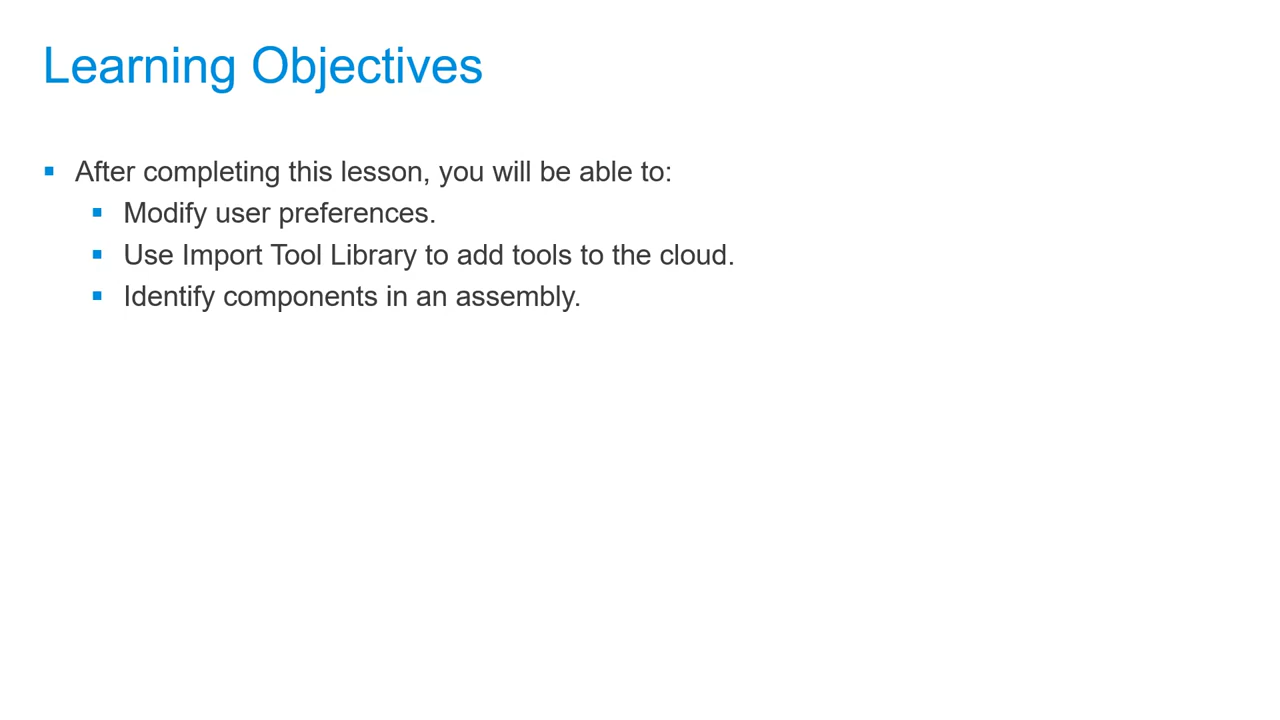 Learning Objectives
After completing this lesson, you will be able to:
Modify user preferences.
Use Import Tool Library to add tools to the cloud.
Identify components in an assembly.